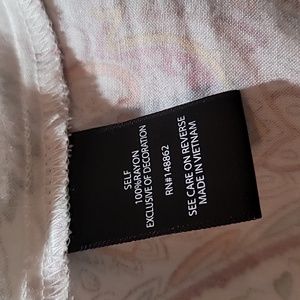 SELF
100%RAYON
EXCLUSIVE OF DECORATION
RN#148862
SEE CARE ON REVERSE
MADE IN VIETNAM